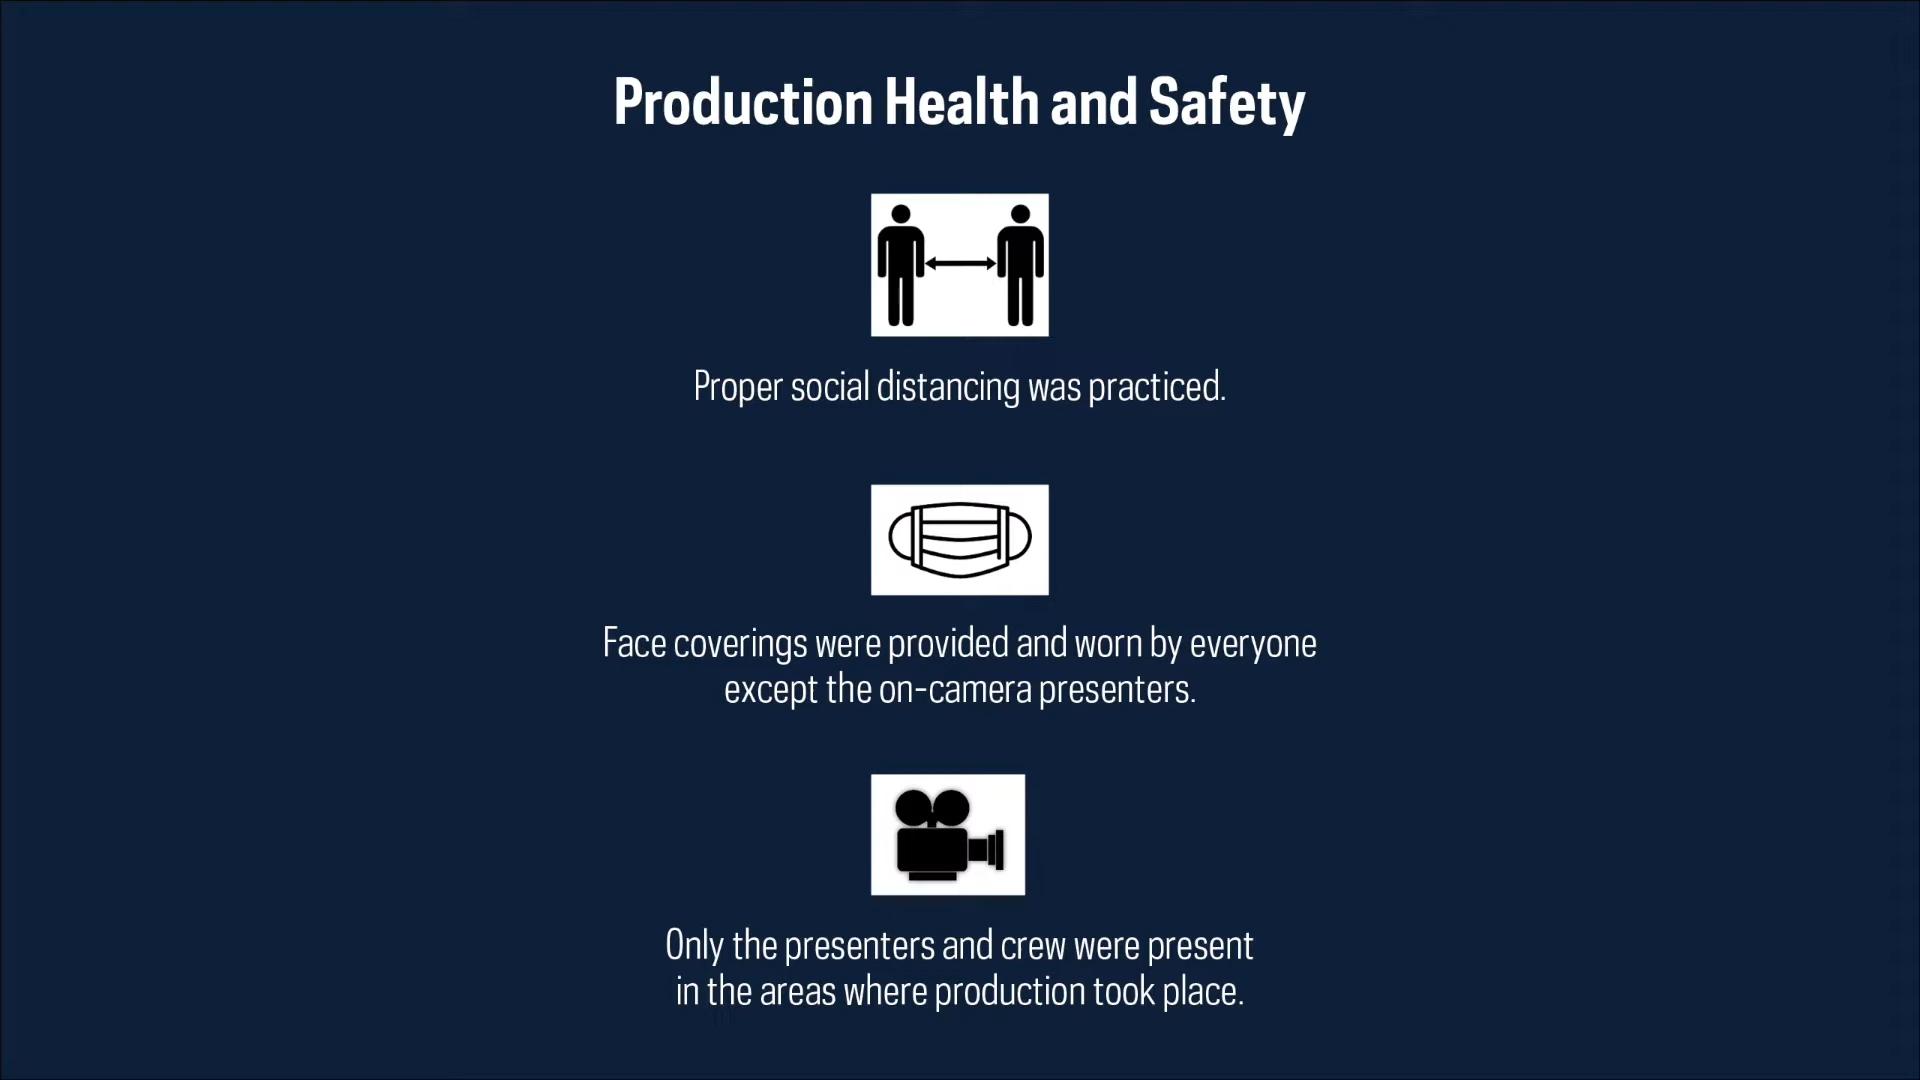 Production Health and Safety
Proper social distancing was practiced.
Face coverings were provided and worn by everyone
except the on-camera presenters.
Only the presenters and crew were present
in the areas where production took place.